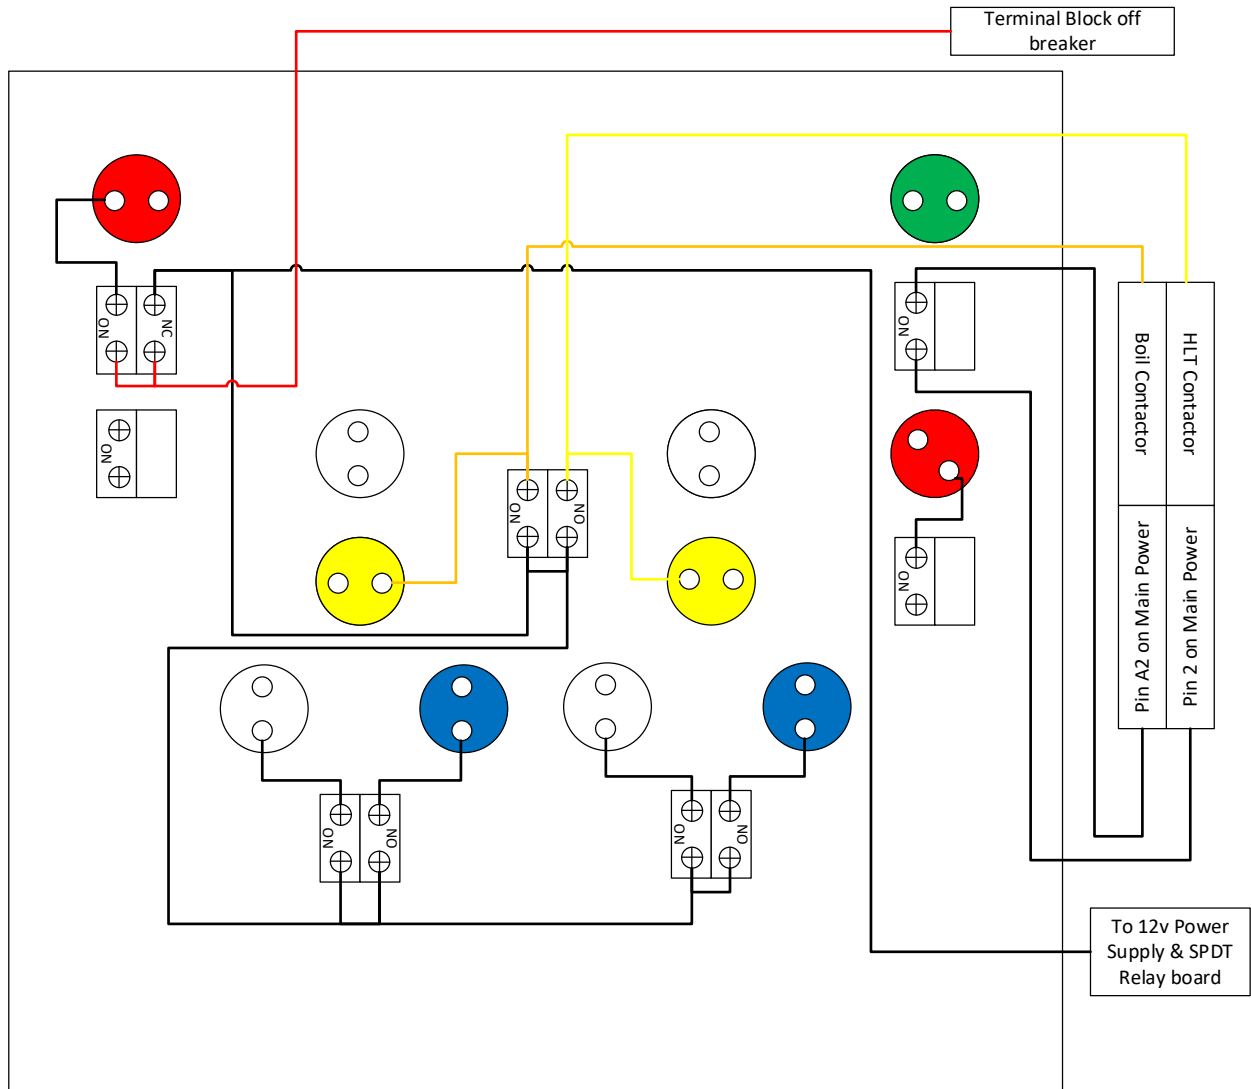 Terminal Block off
breaker
NO
NC
NO
NO
Boil Contactor
HLT Contactor
NO
NO
NO
Pin A2 on Main Power
Pin 2 on Main Power
NO
NO
NO
NO
To 12v Power
Supply & SPDT
Relay board